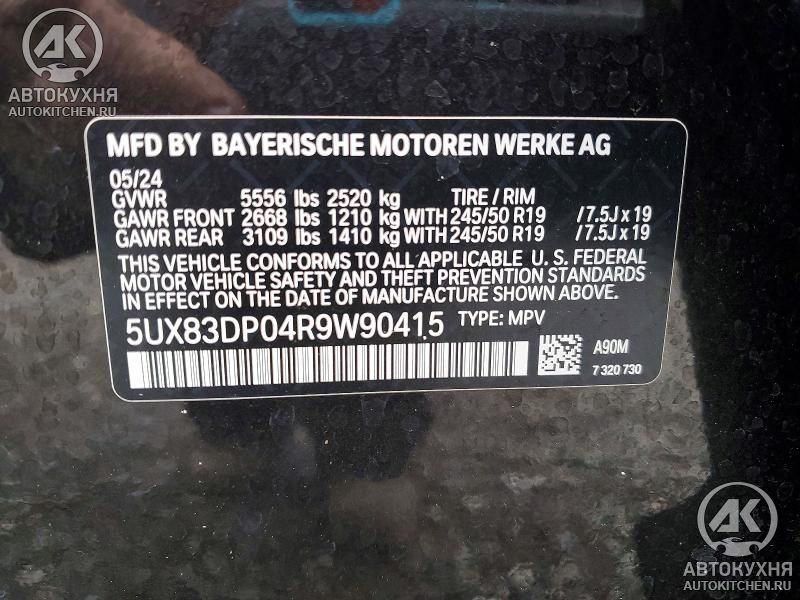 AK
АВТОКУХНЯ
AUTOKITCHEN.RU
MFD BY BAYERISCHE MOTOREN WERKE AG
05/24
GVWR 5556 lbs 2520 kg TIRE / RIM
GAWR FRONT 2668 lbs 1210 kg WITH 245/50 R19 /7.5J x 19
GAWR REAR 3109 lbs 1410 kg WITH 245/50 R19 /7.5J x 19
THIS VEHICLE CONFORMS TO ALL APPLICABLE U. S. FEDERAL
MOTOR VEHICLE SAFETY AND THEFT PREVENTION STANDARDS
IN EFFECT ON THE DATE OF MANUFACTURE SHOWN ABOVE.
5UX83DP04R9W90415 TYPE: MPV
A90M
7 320 730
AK
АВТОКУХНЯ
AUTOKITCHEN.RU